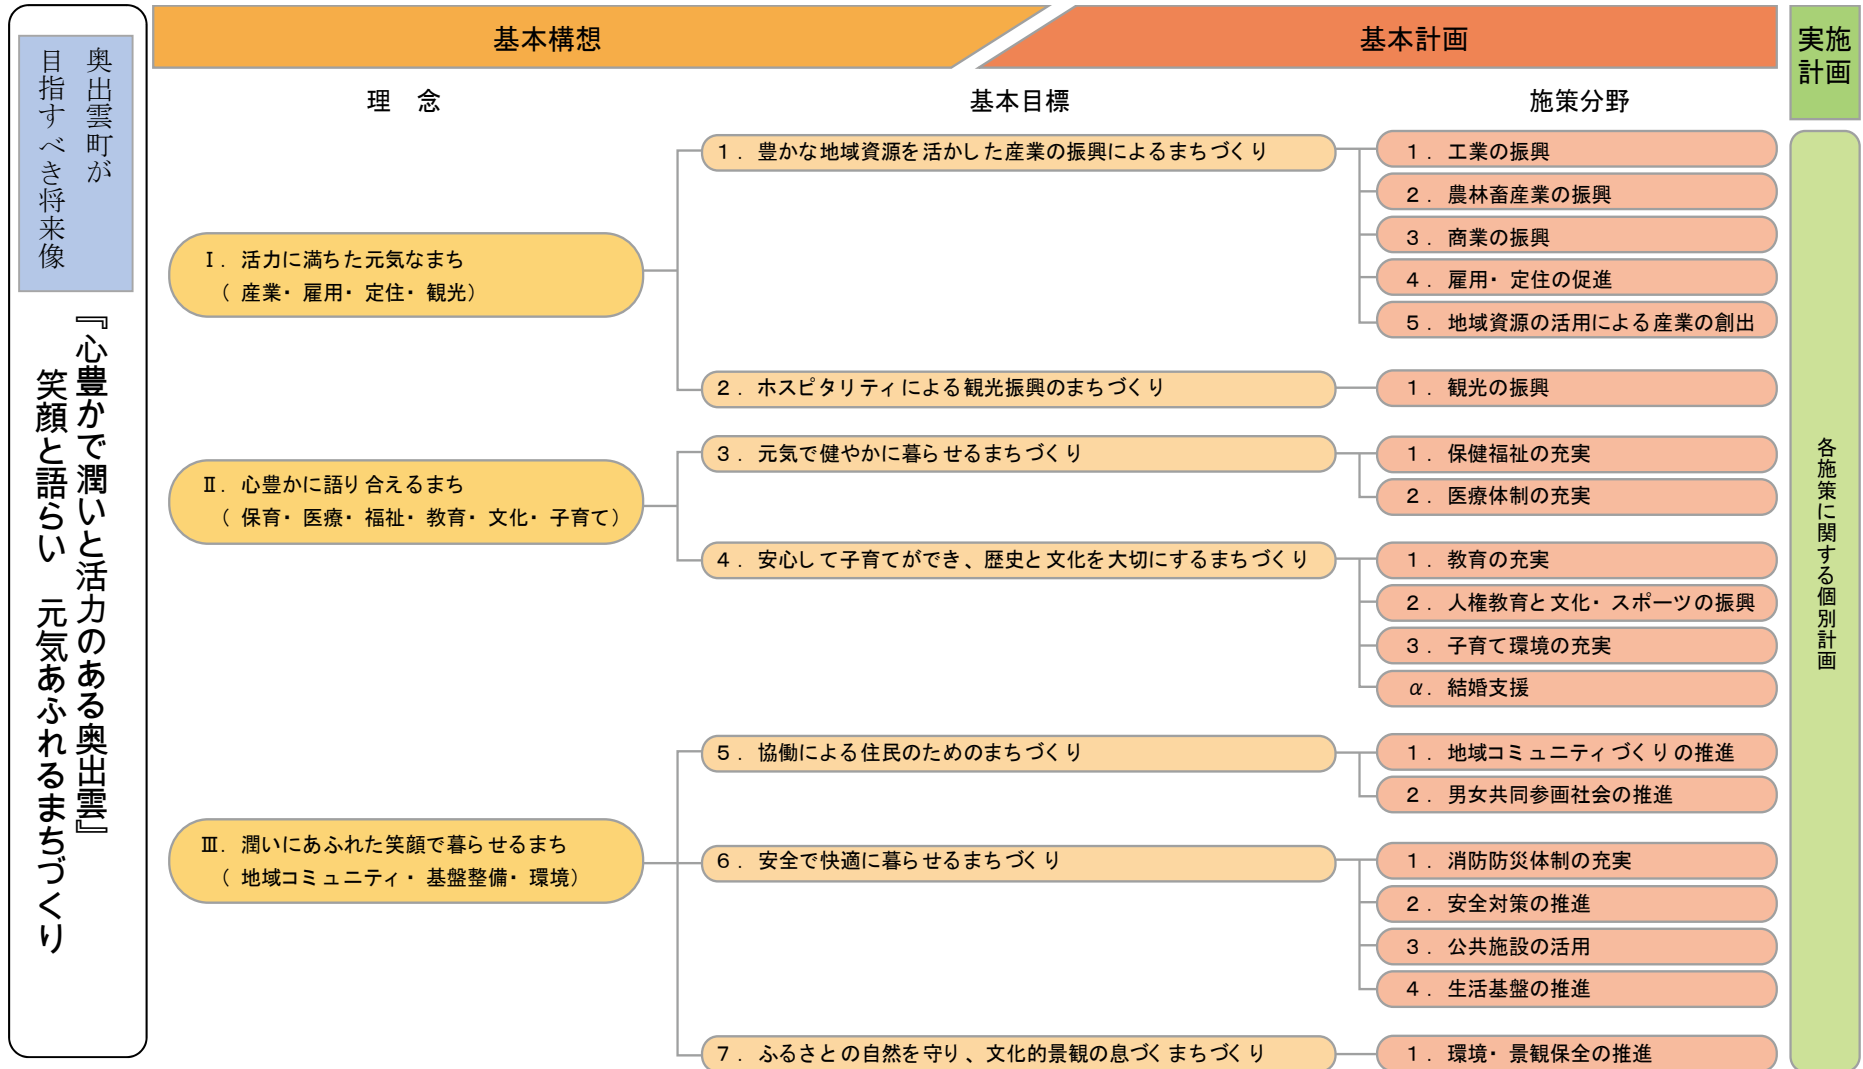 奥出雲町が
目指すべき将来像
『心豊かで潤いと活力のある奥出雲』
笑顔と語らい 元気あふれるまちづくり
基本構想
基本計画
実施
計画
理 念
基本目標
施策分野
Ⅰ. 活力に満ちた元気なまち
(産業・雇用・定住・観光)
1. 豊かな地域資源を活かした産業の振興によるまちづくり
1. 工業の振興
2. 農林畜産業の振興
3. 商業の振興
4. 雇用・定住の促進
5. 地域資源の活用による産業の創出
2. ホスピタリティによる観光振興のまちづくり
1. 観光の振興
Ⅱ. 心豊かに語り合えるまち
(保育・医療・福祉・教育・文化・子育て)
3. 元気で健やかに暮らせるまちづくり
1. 保健福祉の充実
2. 医療体制の充実
4. 安心して子育てができ、歴史と文化を大切にするまちづくり
1. 教育の充実
2. 人権教育と文化・スポーツの振興
3. 子育て環境の充実
α. 結婚支援
Ⅲ. 潤いにあふれた笑顔で暮らせるまち
(地域コミュニティ・基盤整備・環境)
5. 協働による住民のためのまちづくり
1. 地域コミュニティづくりの推進
2. 男女共同参画社会の推進
6. 安全で快適に暮らせるまちづくり
1. 消防防災体制の充実
2. 安全対策の推進
3. 公共施設の活用
4. 生活基盤の推進
7. ふるさとの自然を守り、文化的景観の息づくまちづくり
1. 環境・景観保全の推進
各施策に関する個別計画